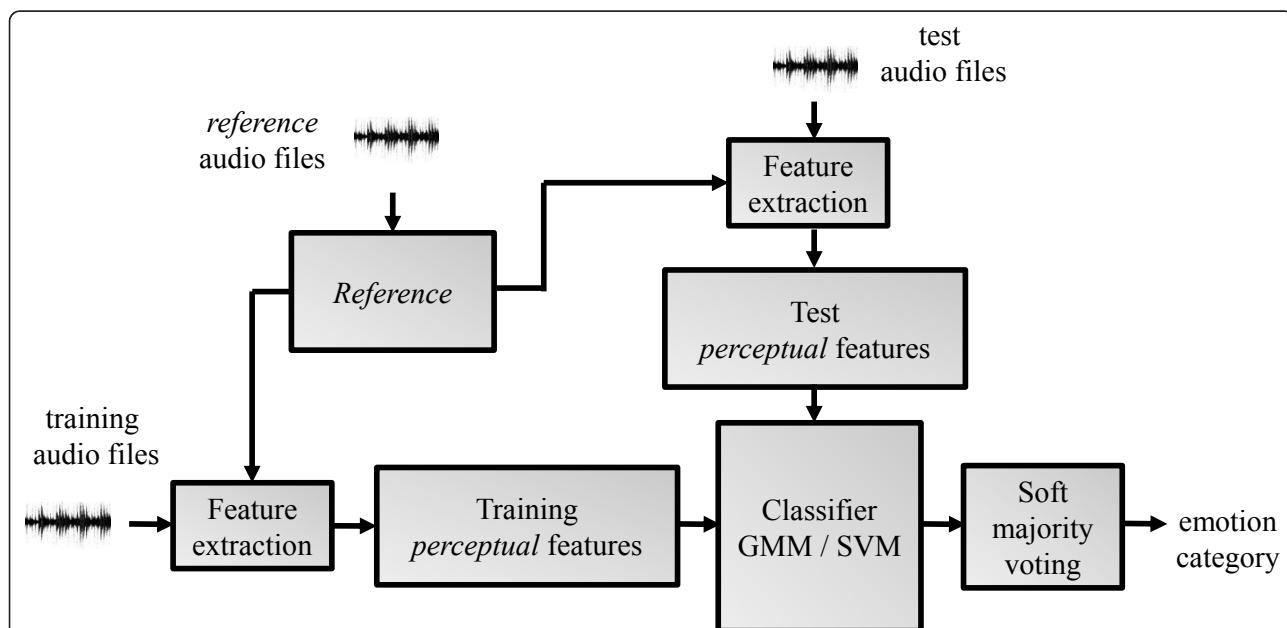 test
audio files
reference
audio files
Feature
extraction
Reference
Test
perceptual features
training
audio files
Feature
extraction
Training
perceptual features
Classifier
GMM / SVM
Soft
majority
voting
emotion
category